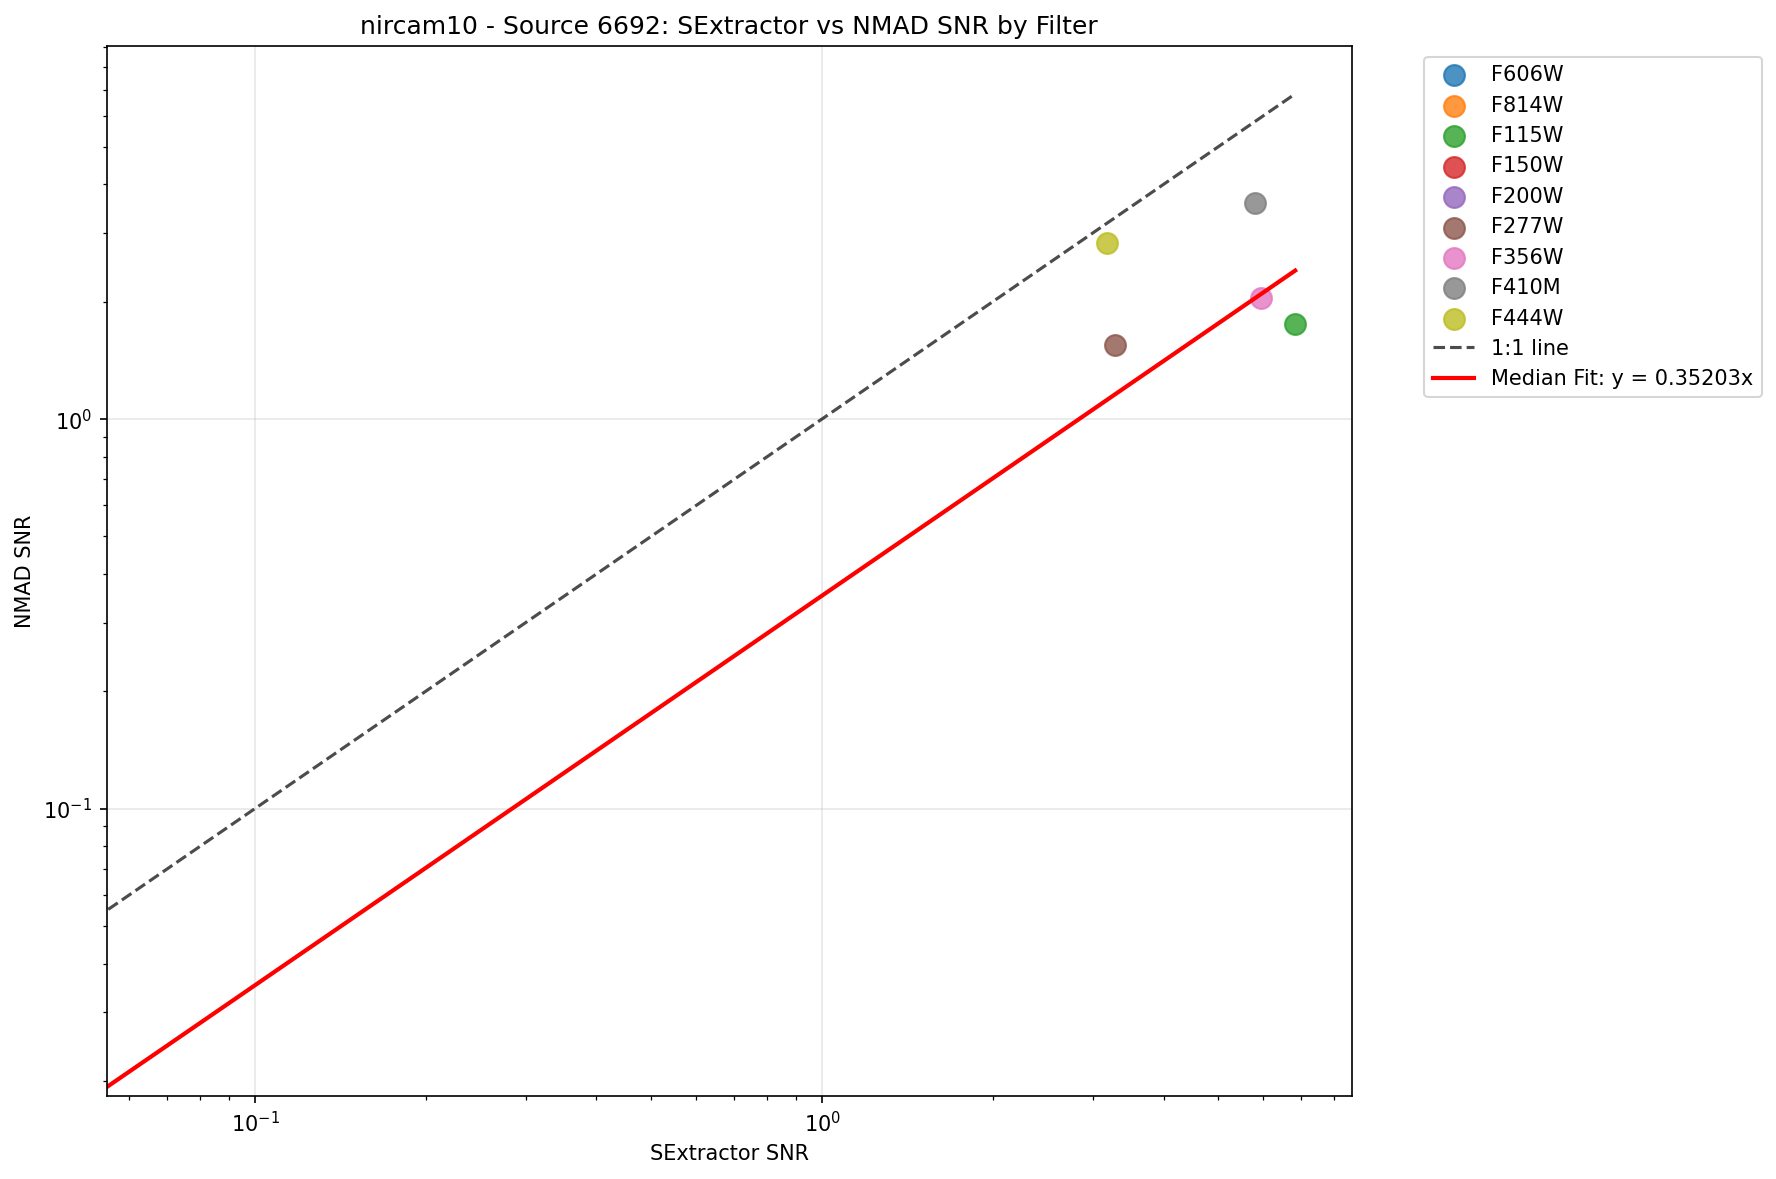 nircam10 - Source 6692: SExtractor vs NMAD SNR by Filter
F606W
F814W
F115W
F150W
F200W
F277W
F356W
F410M
F444W
1:1 line
Median Fit: y = 0.35203x
NMAD SNR
10⁰
10⁻¹
10⁻¹
10⁰
SExtractor SNR